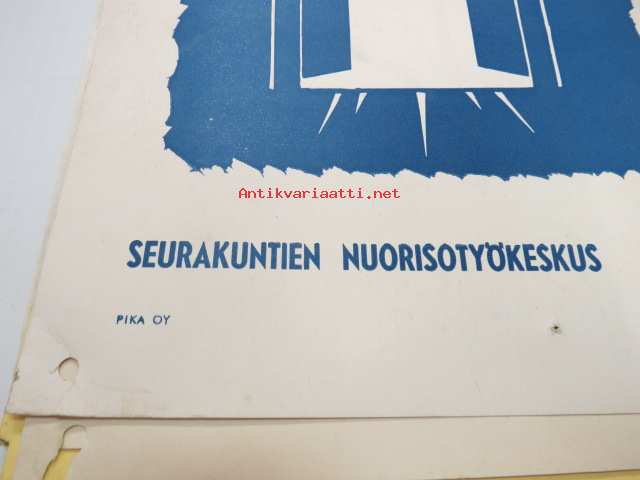 Antikvariaatti.net
SEURAKUNTIEN NUORISOTYÖKESKUS
PIKA OY